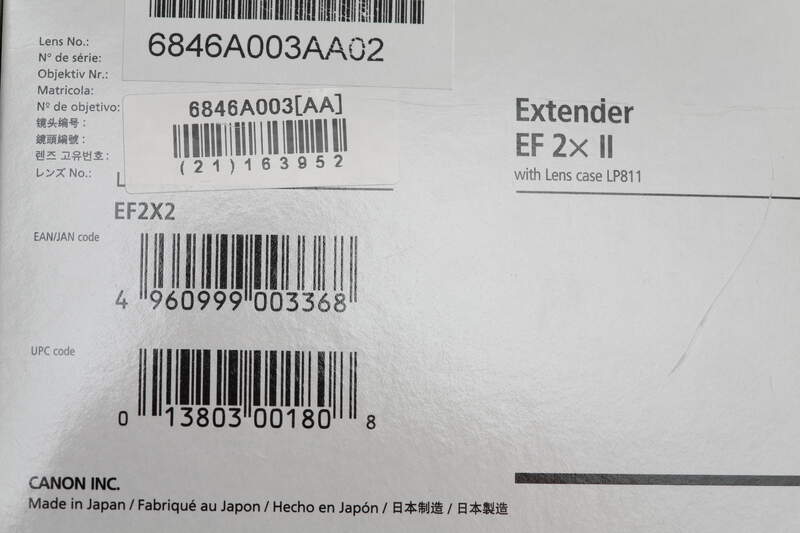 Lens No.:
N° de série:
Objektiv Nr.:
Matricola:
Nº de objetivo:
镜头编号：
鏡頭編號：
렌즈 고유번호:
レンズ No.:
6846A003AA02
6846A003[AA]
(21)163952
EF2X2
EAN/JAN code
4 960999 003368
UPC code
0 13803 00180 8
Extender
EF 2× II
with Lens case LP811
CANON INC.
Made in Japan / Fabriqué au Japon / Hecho en Japón / 日本制造 / 日本製造